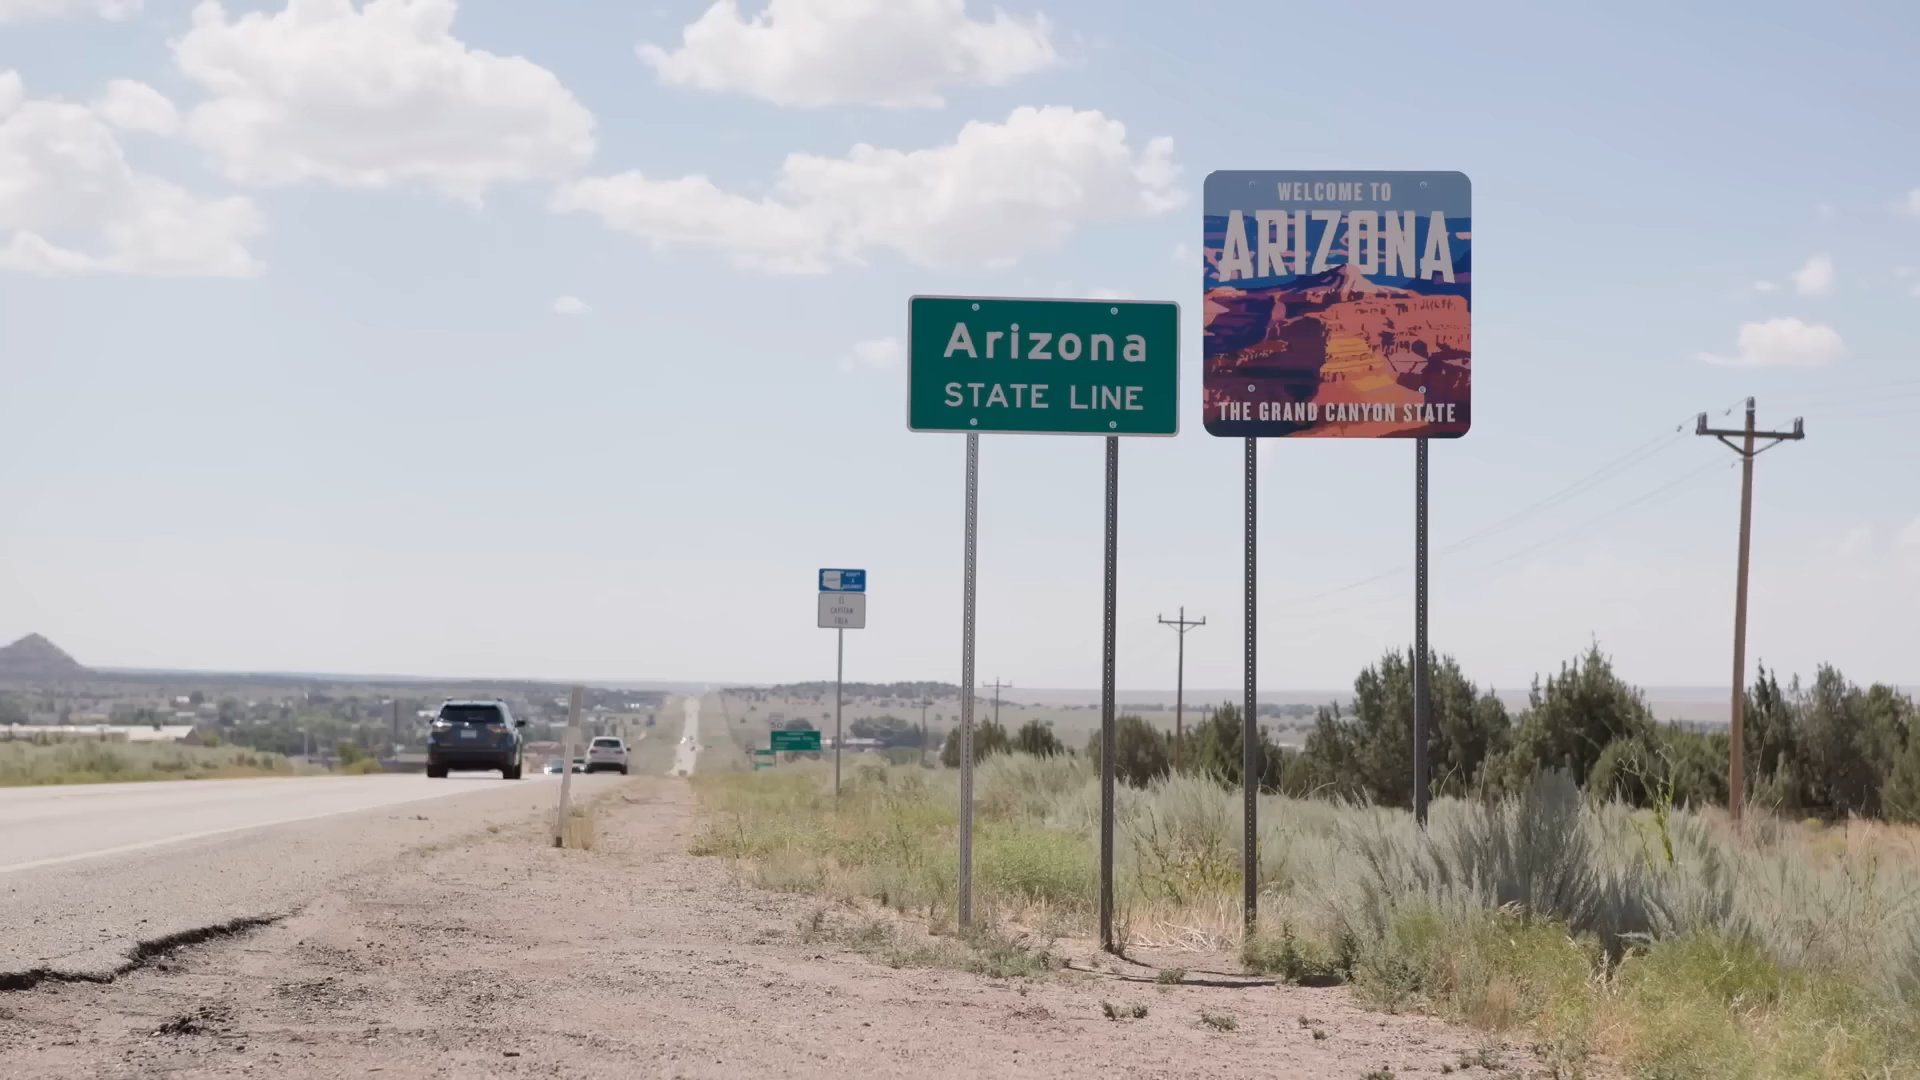 Arizona
STATE LINE
WELCOME TO
ARIZONA
THE GRAND CANYON STATE